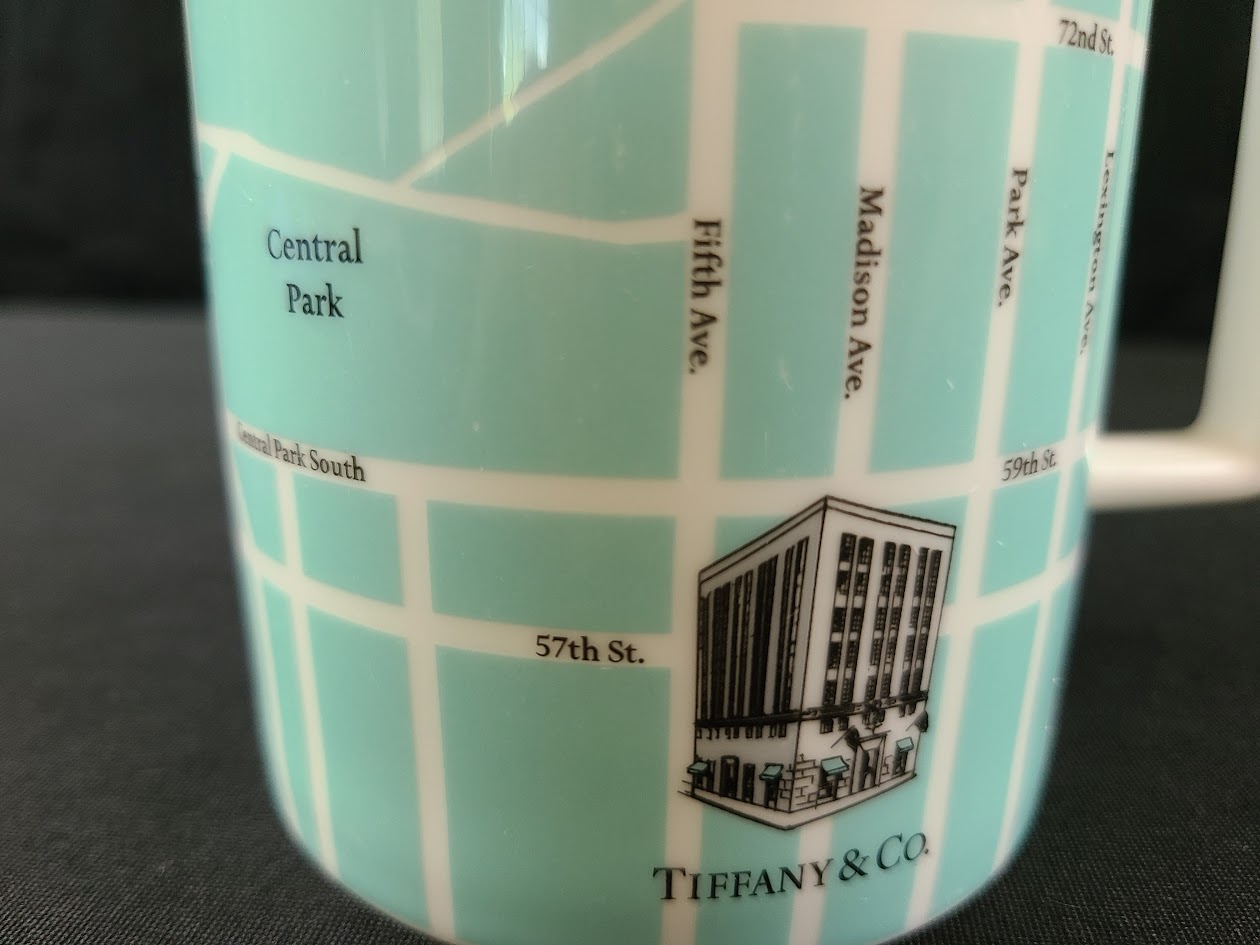 72nd St.
Central
Park
Fifth Ave.
Madison Ave.
Park Ave.
Lexington Ave.
Central Park South
59th St.
57th St.
TIFFANY & CO.